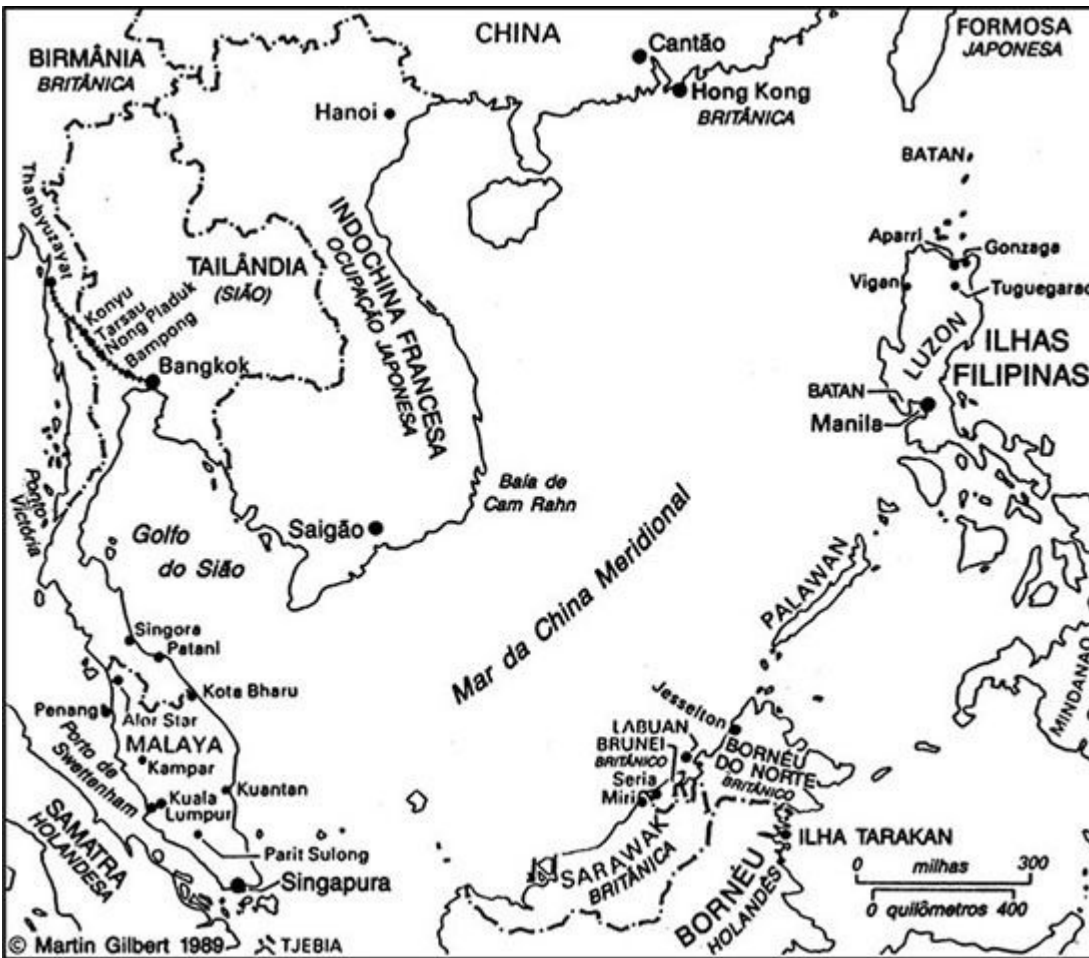 CHINA
FORMOSA
JAPONESA
BIRMÂNIA
BRITÂNICA
Cantão
Hong Kong
BRITÂNICA
Hanoi
BATAN
Thanbyuzayat
Aparri
Gonzaga
Vigan
Tuguegarao
INDOCHINA FRANCESA
OCUPAÇÃO JAPONESA
TAILÂNDIA
(SIÃO)
Konyu
Tarsau
Nong Pladuk
Bampong
Bangkok
LUZON
ILHAS
FILIPINAS
BATAN
Manila
Ponto
Victória
Baía de
Cam Rahn
Saigão
Golfo
do Sião
Mar da China Meridional
PALAWAN
MINDANAO
Singora
Patani
Kota Bharu
Penang
Alor Star
MALAYA
Kampar
Porto de
Swettenham
Kuala
Lumpur
Kuantan
Parit Sulong
Singapura
SAMATRA
HOLANDESA
Jesselton
LABUAN
BRUNEI
BRITÂNICO
Seria
Miri
BORNÉU
DO NORTE
BRITÂNICO
SARAWAK
BRITÂNICA
BORNÉU
HOLANDÊS
ILHA TARAKAN
0 milhas 300
0 quilômetros 400
© Martin Gilbert 1989
TJEBIA